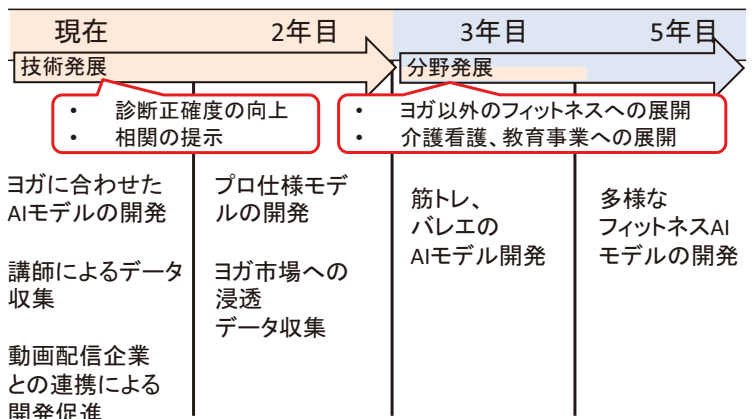 現在
2年目
3年目
5年目
技術発展
分野発展
• 診断正確度の向上
• 相関の提示
• ヨガ以外のフィットネスへの展開
• 介護看護、教育事業への展開
ヨガに合わせた
AIモデルの開発
講師によるデータ
収集
動画配信企業
との連携による
開発促進
プロ仕様モデ
ルの開発
ヨガ市場への
浸透
データ収集
筋トレ、
バレエの
AIモデル開発
多様な
フィットネスAI
モデルの開発